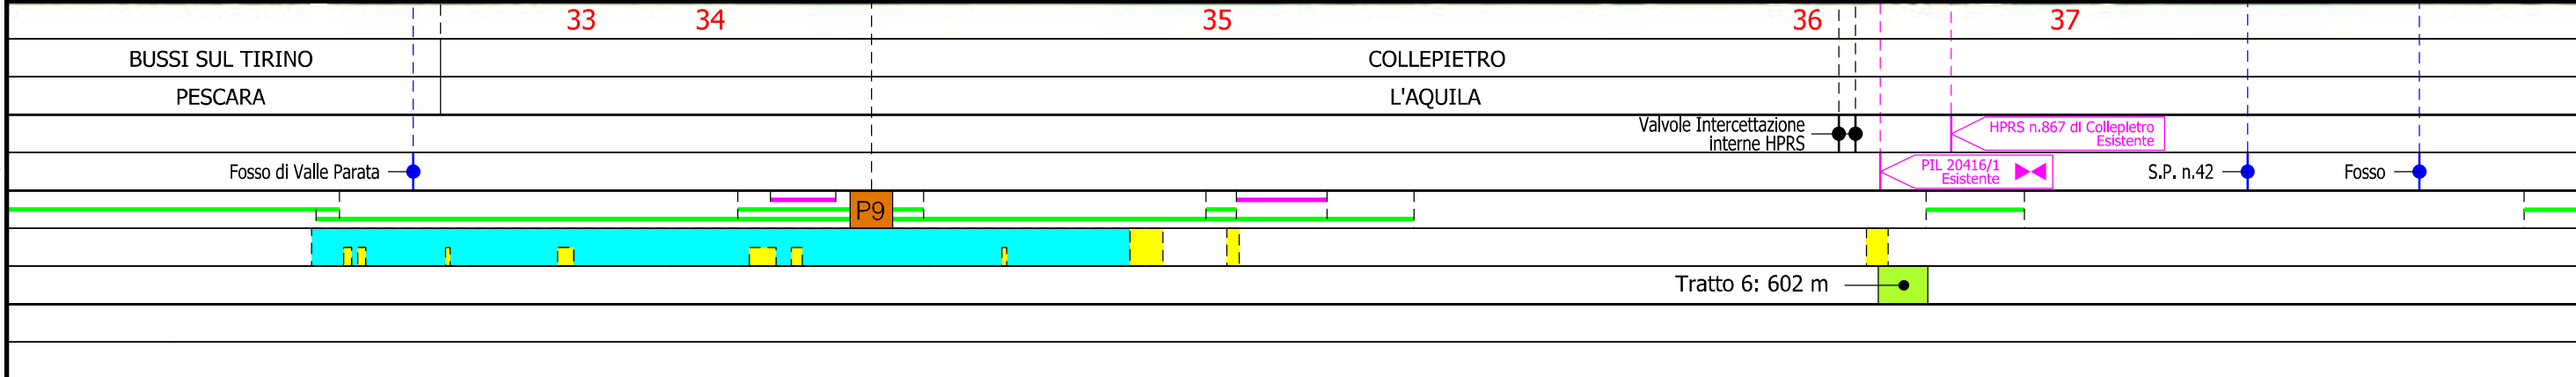 33 34 35 36 37
BUSSI SUL TIRINO COLLEPIETRO
PESCARA L'AQUILA
Valvole Intercettazione
interne HPRS
HPRS n.867 dI CollepIetro
Esistente
Fosso di Valle Parata
PIL 20416/1
Esistente
S.P. n.42
Fosso
P9
Tratto 6: 602 m